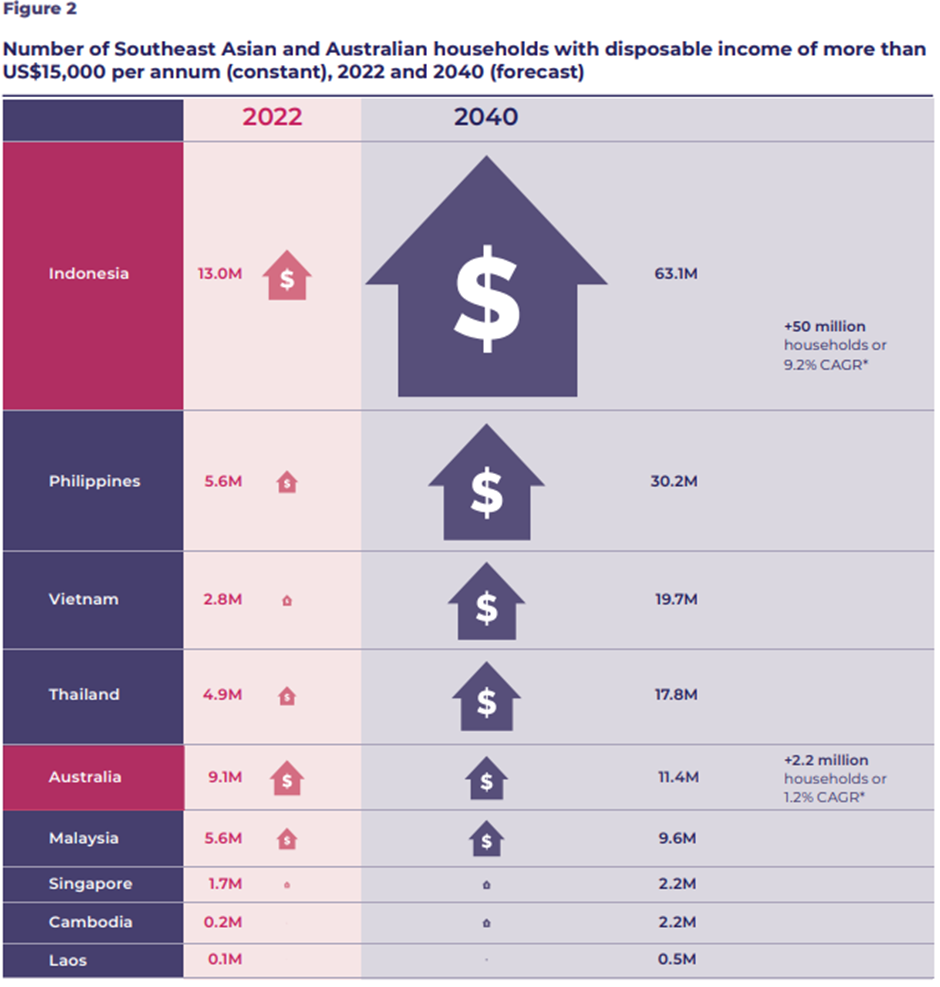 Figure 2
Number of Southeast Asian and Australian households with disposable income of more than
US$15,000 per annum (constant), 2022 and 2040 (forecast)
2022 2040
Indonesia 13.0M $ $ 63.1M
+50 million
households or
9.2% CAGR*
Philippines 5.6M $ $ 30.2M
Vietnam 2.8M $ 19.7M
Thailand 4.9M $ $ 17.8M
Australia 9.1M $ $ 11.4M
+2.2 million
households or
1.2% CAGR*
Malaysia 5.6M $ $ 9.6M
Singapore 1.7M 2.2M
Cambodia 0.2M 2.2M
Laos 0.1M 0.5M